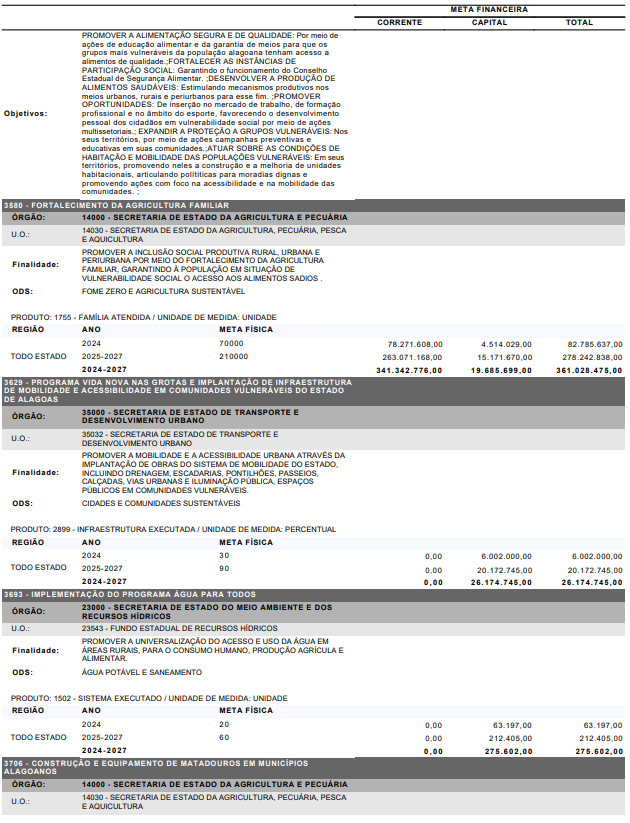 META FINANCEIRA
CORRENTE CAPITAL TOTAL
Objetivos:
PROMOVER A ALIMENTAÇÃO SEGURA E DE QUALIDADE: Por meio de
ações de educação alimentar e da garantia de meios para que os
grupos mais vulneráveis da população alagoana tenham acesso a
alimentos de qualidade.;FORTALECER AS INSTÂNCIAS DE
PARTICIPAÇÃO SOCIAL: Garantindo o funcionamento do Conselho
Estadual de Segurança Alimentar. ;DESENVOLVER A PRODUÇÃO DE
ALIMENTOS SAUDÁVEIS: Estimulando mecanismos produtivos nos
meios urbanos, rurais e periurbanos para esse fim. ;PROMOVER
OPORTUNIDADES: De inserção no mercado de trabalho, de formação
profissional e no âmbito do esporte, favorecendo o desenvolvimento
pessoal dos cidadãos em vulnerabilidade social por meio de ações
multissetoriais.; EXPANDIR A PROTEÇÃO A GRUPOS VULNERÁVEIS: Nos
seus territórios, por meio de ações campanhas preventivas e
educativas em suas comunidades.;ATUAR SOBRE AS CONDIÇÕES DE
HABITAÇÃO E MOBILIDADE DAS POPULAÇÕES VULNERÁVEIS: Em seus
territórios, promovendo neles a construção e a melhoria de unidades
habitacionais, articulando polítíticas para moradias dignas e
promovendo ações com foco na acessibilidade e na mobilidade das
comunidades. ;
3580 - FORTALECIMENTO DA AGRICULTURA FAMILIAR
ÓRGÃO: 14000 - SECRETARIA DE ESTADO DA AGRICULTURA E PECUÁRIA
U.O.: 14030 - SECRETARIA DE ESTADO DA AGRICULTURA, PECUÁRIA, PESCA
E AQUICULTURA
Finalidade: PROMOVER A INCLUSÃO SOCIAL PRODUTIVA RURAL, URBANA E
PERIURBANA POR MEIO DO FORTALECIMENTO DA AGRICULTURA
FAMILIAR, GARANTINDO À POPULAÇÃO EM SITUAÇÃO DE
VULNERABILIDADE SOCIAL O ACESSO AOS ALIMENTOS SADIOS .
ODS: FOME ZERO E AGRICULTURA SUSTENTÁVEL
PRODUTO: 1755 - FAMÍLIA ATENDIDA / UNIDADE DE MEDIDA: UNIDADE
REGIÃO ANO META FÍSICA
2024 70000 78.271.608,00 4.514.029,00 82.785.637,00
TODO ESTADO 2025-2027 210000 263.071.168,00 15.171.670,00 278.242.838,00
2024-2027 341.342.776,00 19.685.699,00 361.028.475,00
3629 - PROGRAMA VIDA NOVA NAS GROTAS E IMPLANTAÇÃO DE INFRAESTRUTURA
DE MOBILIDADE E ACESSIBILIDADE EM COMUNIDADES VULNERÁVEIS DO ESTADO
DE ALAGOAS
ÓRGÃO: 35000 - SECRETARIA DE ESTADO DE TRANSPORTE E
DESENVOLVIMENTO URBANO
U.O.: 35032 - SECRETARIA DE ESTADO DE TRANSPORTE E
DESENVOLVIMENTO URBANO
Finalidade: PROMOVER A MOBILIDADE E A ACESSIBILIDADE URBANA ATRAVÉS DA
IMPLANTAÇÃO DE OBRAS DO SISTEMA DE MOBILIDADE DO ESTADO,
INCLUINDO DRENAGEM, ESCADARIAS, PONTILHÕES, PASSEIOS,
CALÇADAS, VIAS URBANAS E ILUMINAÇÃO PÚBLICA, ESPAÇOS
PÚBLICOS EM COMUNIDADES VULNERÁVEIS.
ODS: CIDADES E COMUNIDADES SUSTENTÁVEIS
PRODUTO: 2899 - INFRAESTRUTURA EXECUTADA / UNIDADE DE MEDIDA: PERCENTUAL
REGIÃO ANO META FÍSICA
2024 30 0,00 6.002.000,00 6.002.000,00
TODO ESTADO 2025-2027 90 0,00 20.172.745,00 20.172.745,00
2024-2027 0,00 26.174.745,00 26.174.745,00
3693 - IMPLEMENTAÇÃO DO PROGRAMA ÁGUA PARA TODOS
ÓRGÃO: 23000 - SECRETARIA DE ESTADO DO MEIO AMBIENTE E DOS
RECURSOS HÍDRICOS
U.O.: 23543 - FUNDO ESTADUAL DE RECURSOS HÍDRICOS
Finalidade: PROMOVER A UNIVERSALIZAÇÃO DO ACESSO E USO DA ÁGUA EM
ÁREAS RURAIS, PARA O CONSUMO HUMANO, PRODUÇÃO AGRÍCOLA E
ALIMENTAR.
ODS: ÁGUA POTÁVEL E SANEAMENTO
PRODUTO: 1502 - SISTEMA EXECUTADO / UNIDADE DE MEDIDA: UNIDADE
REGIÃO ANO META FÍSICA
2024 20 0,00 63.197,00 63.197,00
TODO ESTADO 2025-2027 60 0,00 212.405,00 212.405,00
2024-2027 0,00 275.602,00 275.602,00
3706 - CONSTRUÇÃO E EQUIPAMENTO DE MATADOUROS EM MUNICÍPIOS
ALAGOANOS
ÓRGÃO: 14000 - SECRETARIA DE ESTADO DA AGRICULTURA E PECUÁRIA
U.O.: 14030 - SECRETARIA DE ESTADO DA AGRICULTURA, PECUÁRIA, PESCA
E AQUICULTURA